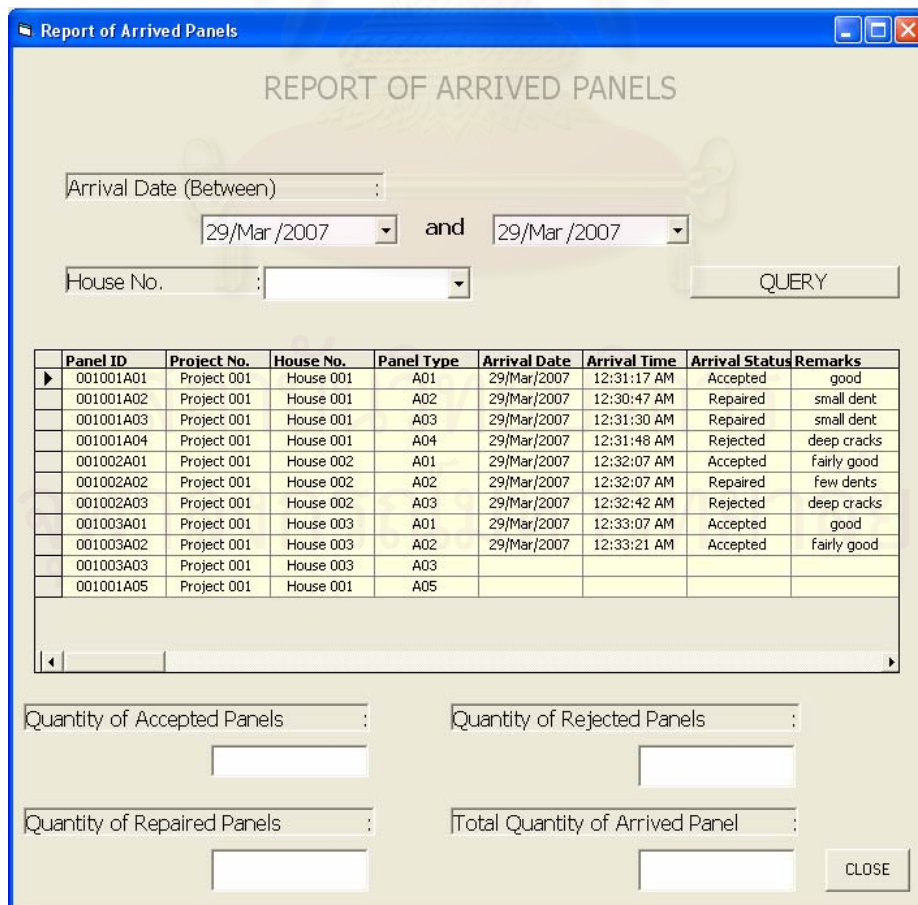 Report of Arrived Panels
REPORT OF ARRIVED PANELS
Arrival Date (Between) :
29/Mar/2007 and 29/Mar/2007
House No. : QUERY
Panel ID Project No. House No. Panel Type Arrival Date Arrival Time Arrival Status Remarks
001001A01 Project 001 House 001 A01 29/Mar/2007 12:31:17 AM Accepted good
001001A02 Project 001 House 001 A02 29/Mar/2007 12:30:47 AM Repaired small dent
001001A03 Project 001 House 001 A03 29/Mar/2007 12:31:30 AM Repaired small dent
001001A04 Project 001 House 001 A04 29/Mar/2007 12:31:48 AM Rejected deep cracks
001002A01 Project 001 House 002 A01 29/Mar/2007 12:32:07 AM Accepted fairly good
001002A02 Project 001 House 002 A02 29/Mar/2007 12:32:07 AM Repaired few dents
001002A03 Project 001 House 002 A03 29/Mar/2007 12:32:42 AM Rejected deep cracks
001003A01 Project 001 House 003 A01 29/Mar/2007 12:33:07 AM Accepted good
001003A02 Project 001 House 003 A02 29/Mar/2007 12:33:21 AM Accepted fairly good
001003A03 Project 001 House 003 A03
001001A05 Project 001 House 001 A05
Quantity of Accepted Panels : Quantity of Rejected Panels :
Quantity of Repaired Panels : Total Quantity of Arrived Panel :
CLOSE